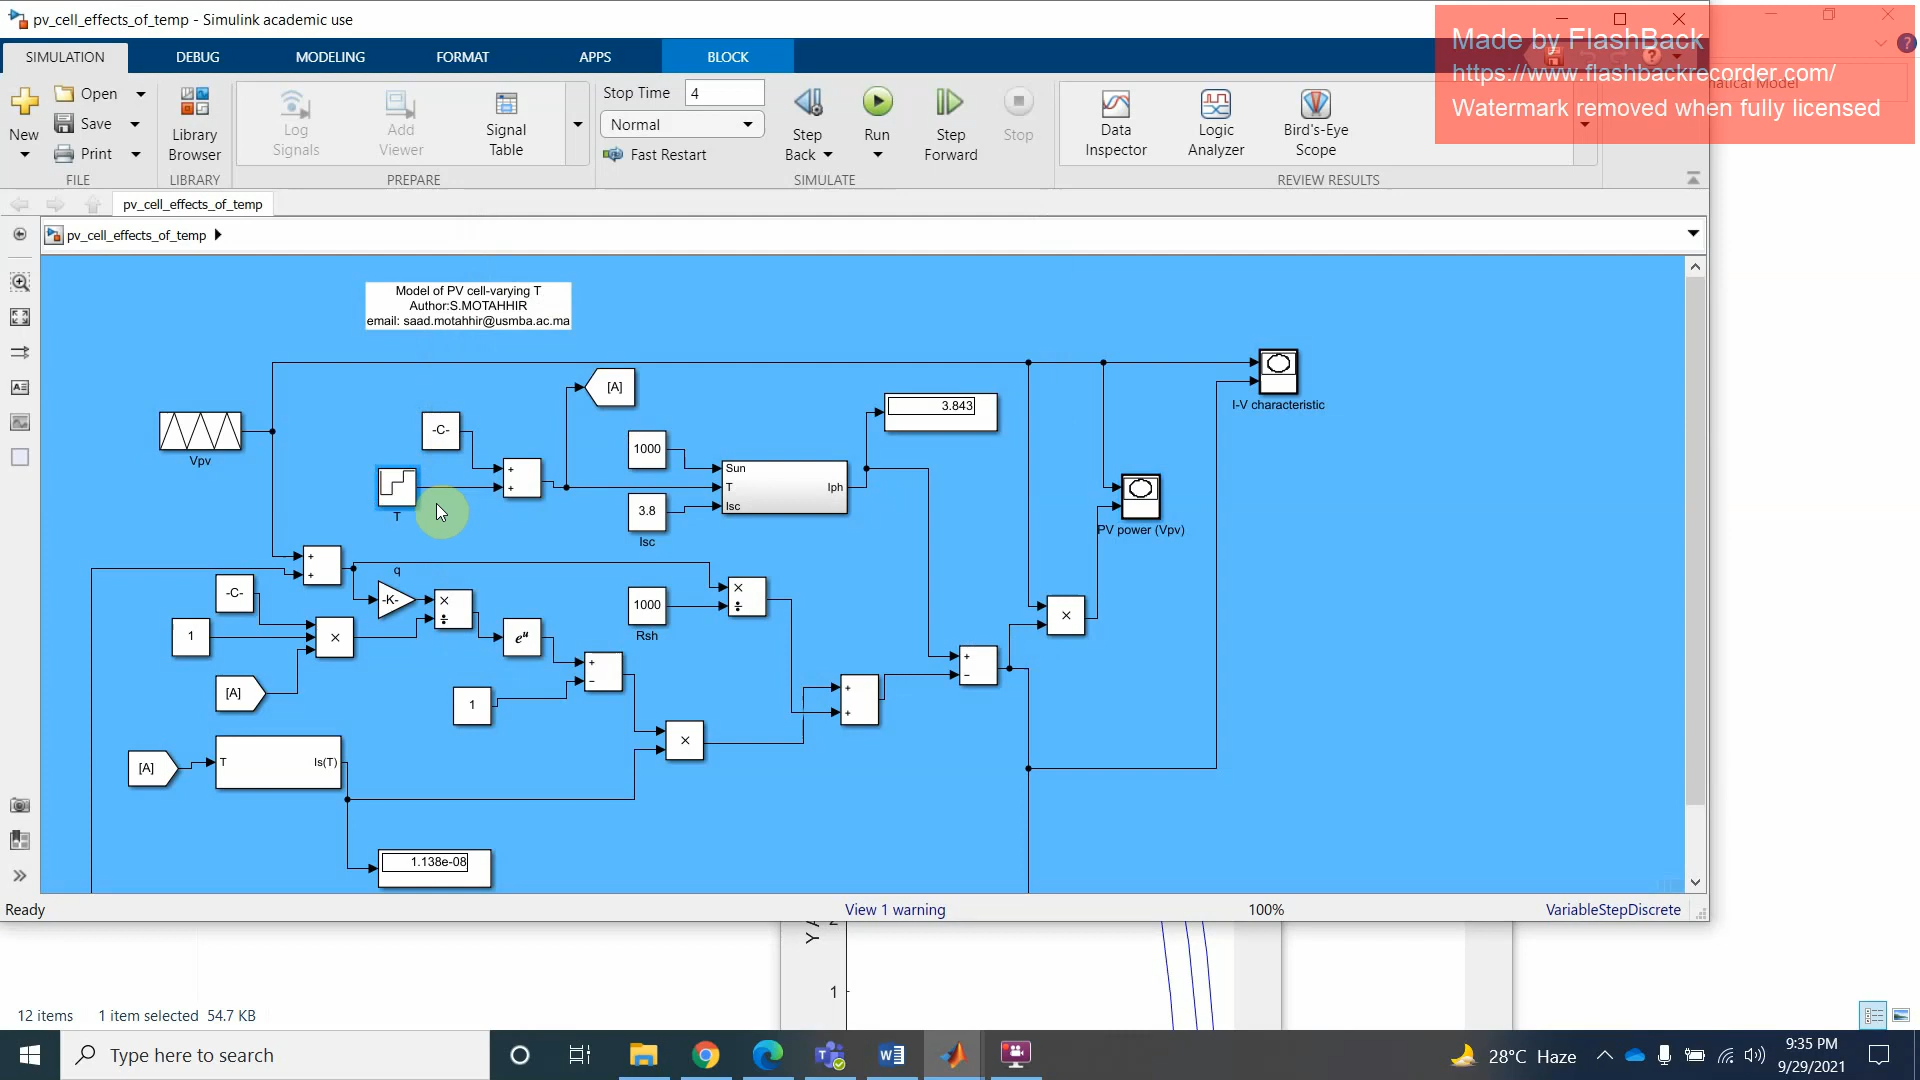 pv_cell_effects_of_temp - Simulink academic use
Made by FlashBack
https://www.flashbackrecorder.com/
Watermark removed when fully licensed
SIMULATION
DEBUG
MODELING
FORMAT
APPS
BLOCK
New
Open
Save
Print
FILE
Library
Browser
LIBRARY
Log
Signals
Add
Viewer
Signal
Table
PREPARE
Stop Time 4
Normal
Fast Restart
Step
Back
Run
Step
Forward
Stop
SIMULATE
Data
Inspector
Logic
Analyzer
Bird's-Eye
Scope
REVIEW RESULTS
pv_cell_effects_of_temp
pv_cell_effects_of_temp
Model of PV cell-varying T
Author:S.MOTAHHIR
email: saad.motahhir@usmba.ac.ma
[A]
I-V characteristic
3.843
-C-
Vpv
1000
T
Sun
T
Isc
Iph
3.8
Isc
PV power (Vpv)
q
-C-
-K-
1000
Rsh
1
eu
[A]
1
[A]
T
Is(T)
1.138e-08
Ready
View 1 warning
100%
VariableStepDiscrete
1
12 items
1 item selected 54.7 KB
Type here to search
28°C Haze
9:35 PM
9/29/2021